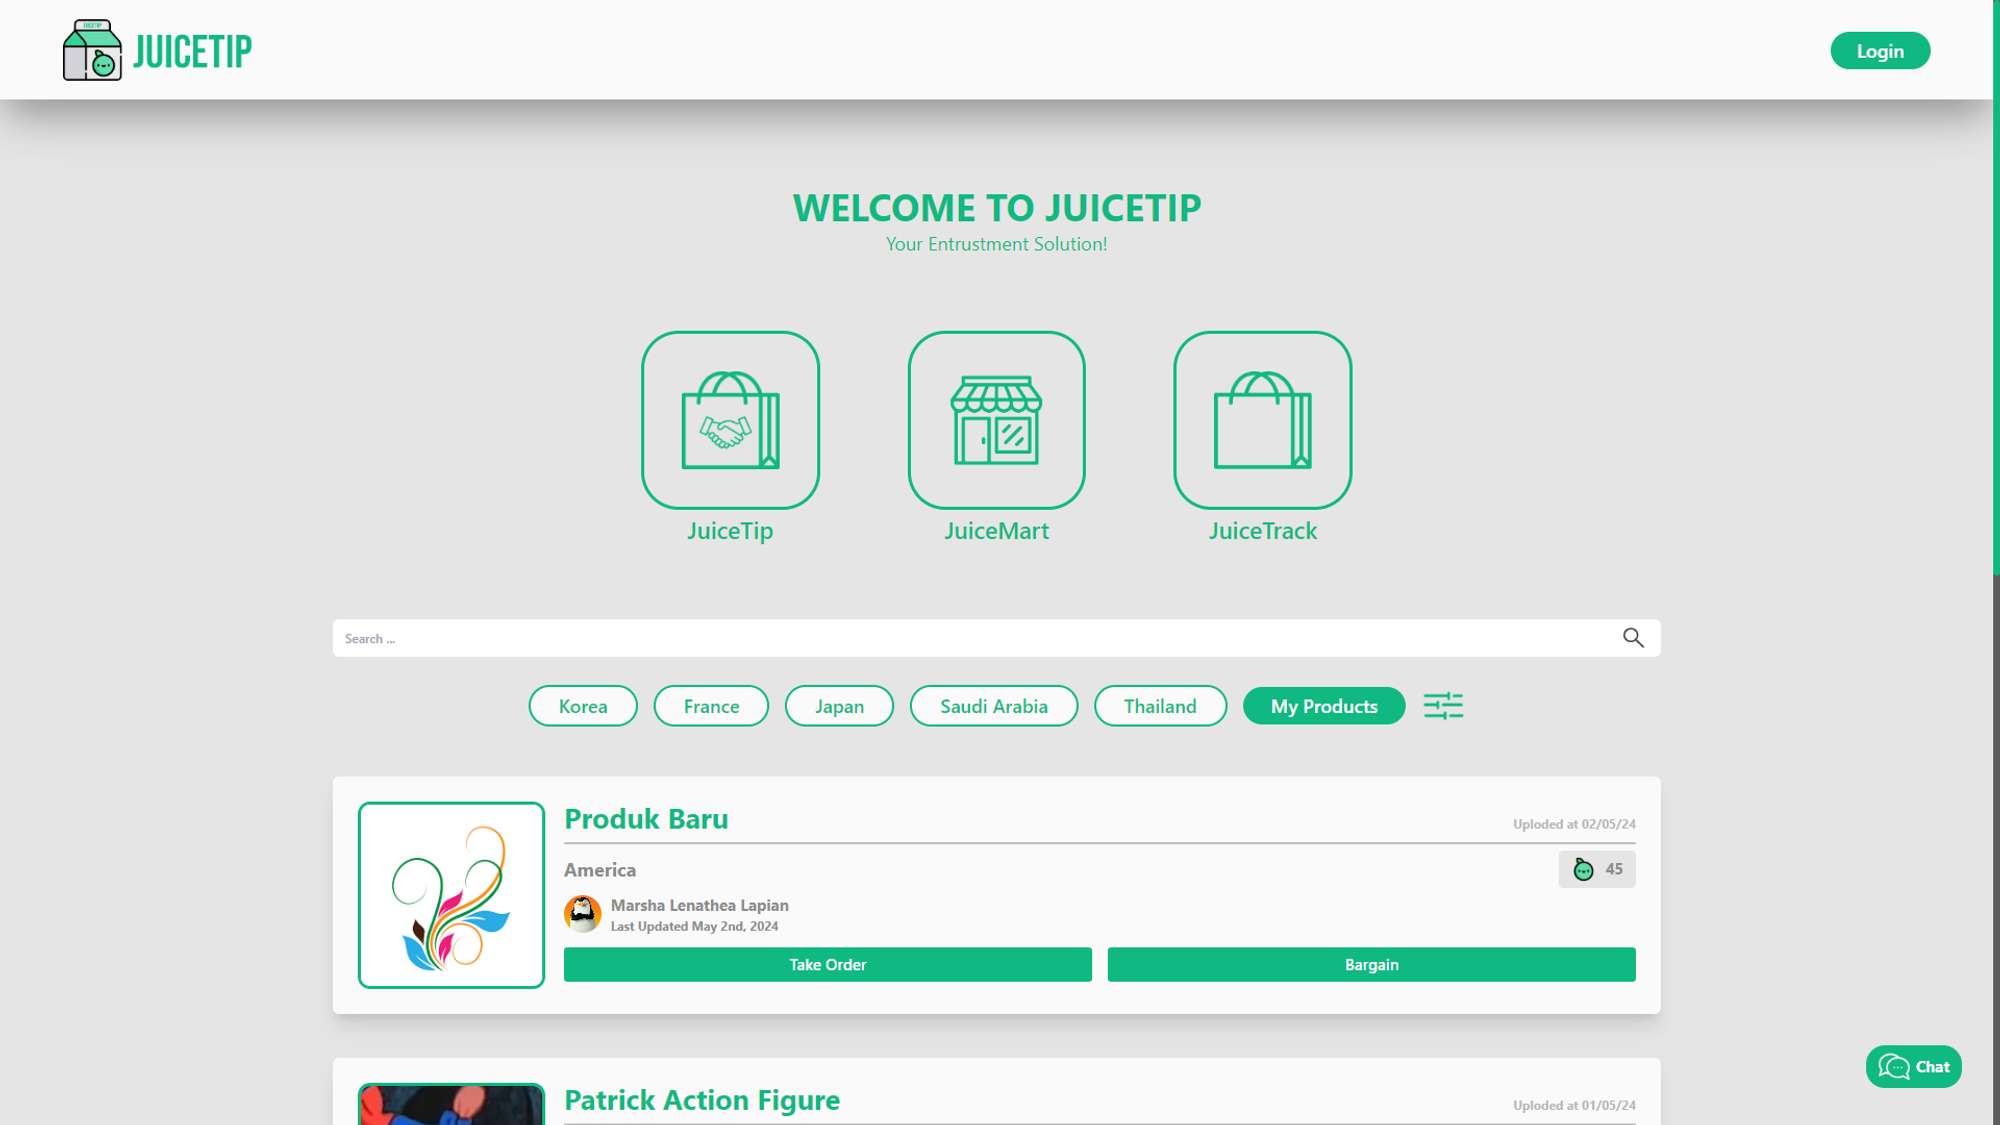 JUICETIP
JUICETIP
Login
WELCOME TO JUICETIP
Your Entrustment Solution!
JuiceTip
JuiceMart
JuiceTrack
Search ...
Korea
France
Japan
Saudi Arabia
Thailand
My Products
Produk Baru
Uploded at 02/05/24
America
45
Marsha Lenathea Lapian
Last Updated May 2nd, 2024
Take Order
Bargain
Chat
Patrick Action Figure
Uploded at 01/05/24